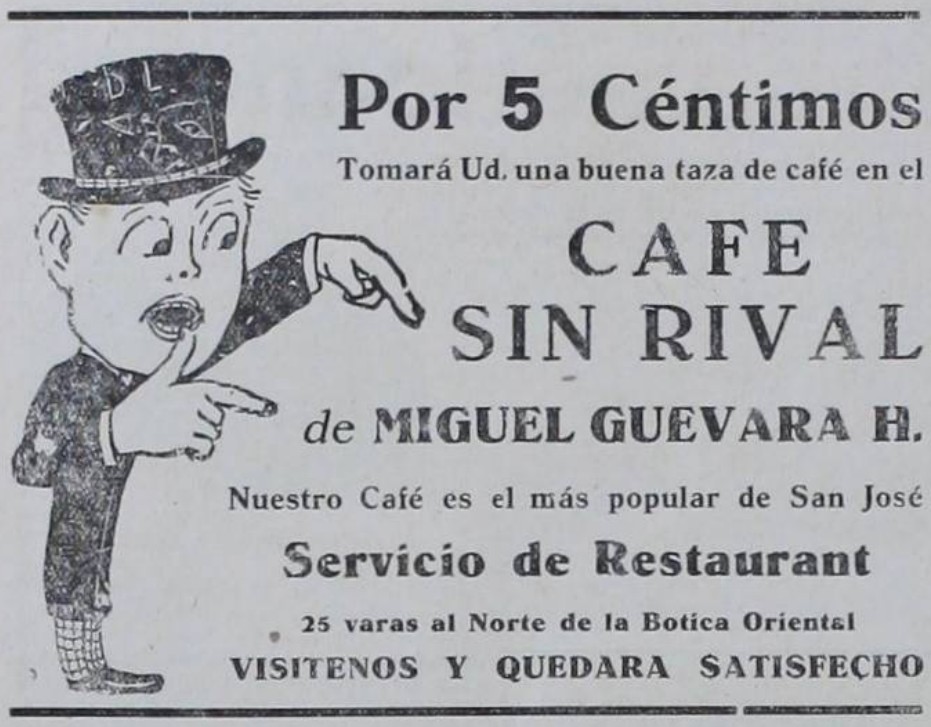 D L.
Por 5 Céntimos
Tomará Ud. una buena taza de café en el
CAFE
SIN RIVAL
de MIGUEL GUEVARA H.
Nuestro Café es el más popular de San José
Servicio de Restaurant
25 varas al Norte de la Botica Oriental
VISITENOS Y QUEDARA SATISFECHO